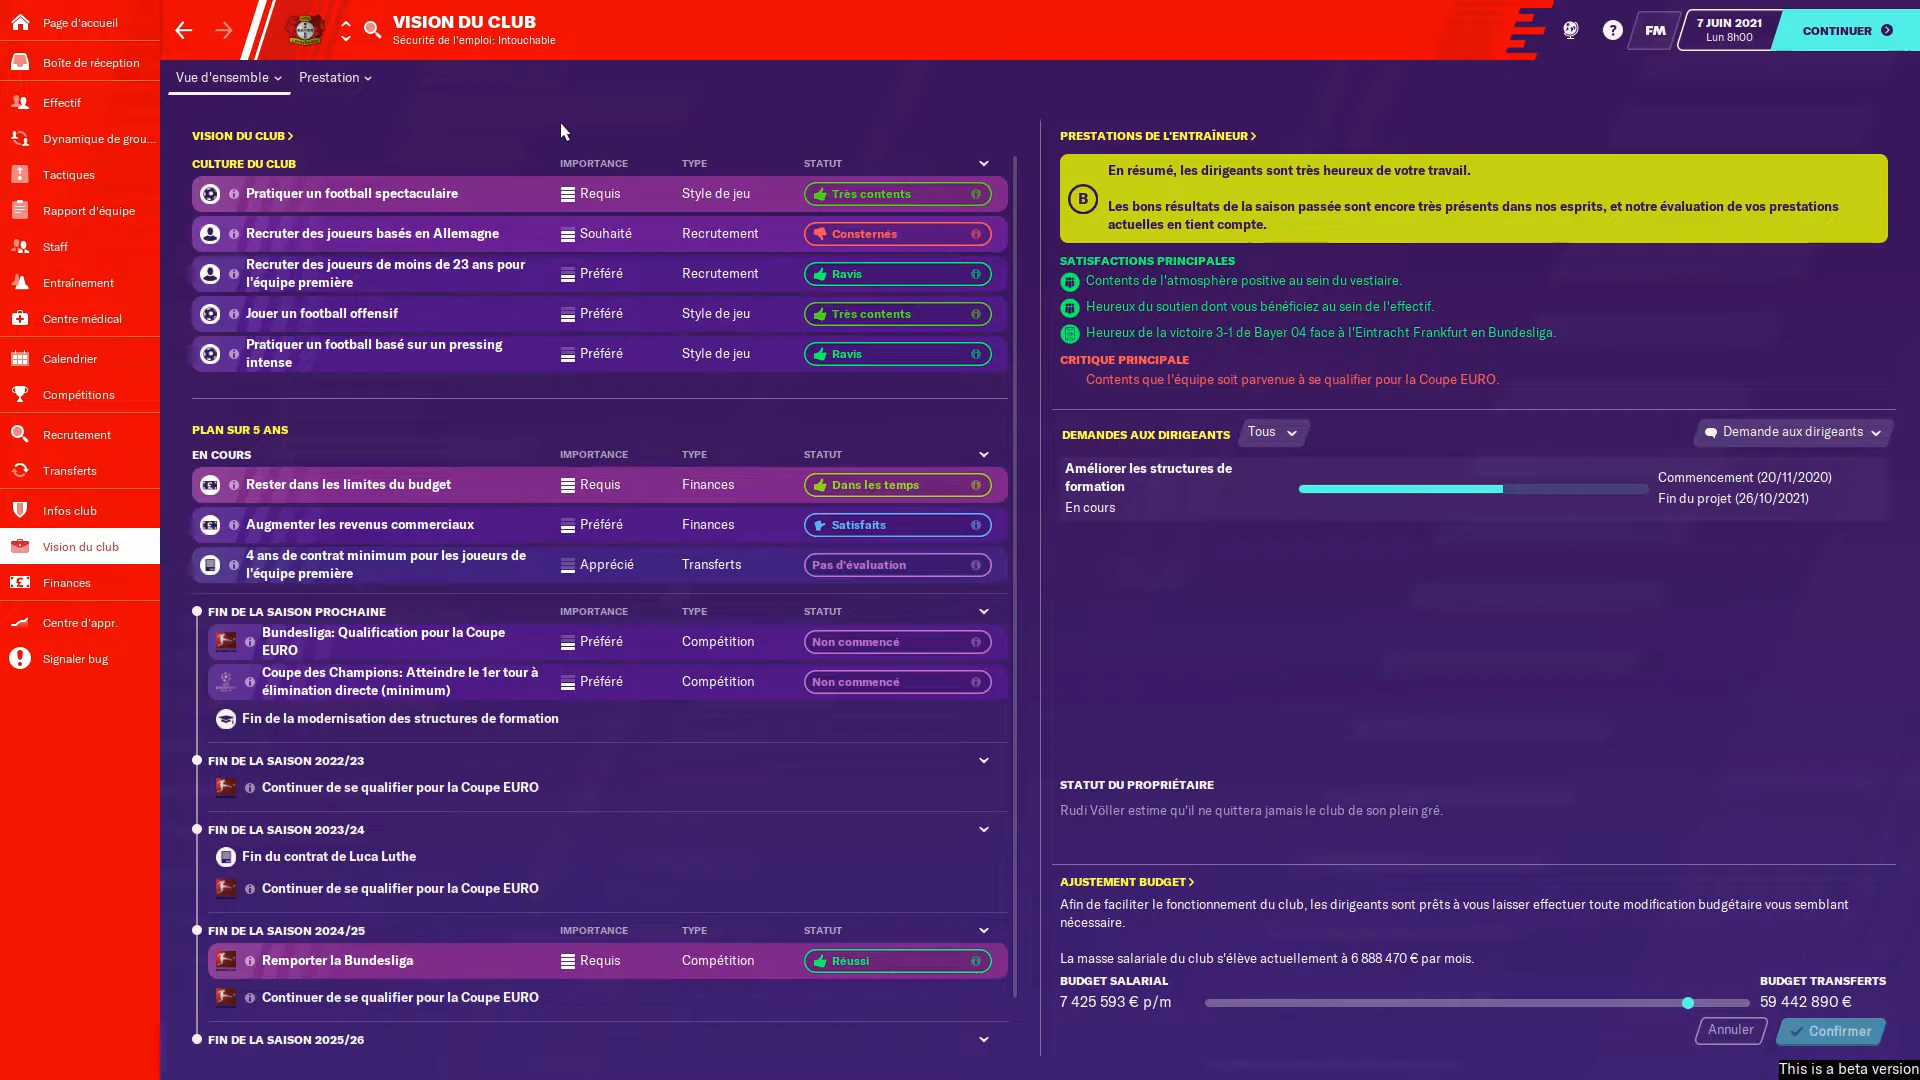 Page d'accueil
Boîte de réception
Effectif
Dynamique de grou...
Tactiques
Rapport d'équipe
Staff
Entraînement
Centre médical
Calendrier
Compétitions
Recrutement
Transferts
Infos club
Vision du club
Finances
Centre d'appr.
Signaler bug
VISION DU CLUB
Sécurité de l'emploi: Intouchable
FM
7 JUIN 2021
Lun 8h00
CONTINUER
Vue d'ensemble
Prestation
VISION DU CLUB
CULTURE DU CLUB IMPORTANCE TYPE STATUT
Pratiquer un football spectaculaire Requis Style de jeu Très contents
Recruter des joueurs basés en Allemagne Souhaité Recrutement Consternés
Recruter des joueurs de moins de 23 ans pour
l'équipe première Préféré Recrutement Ravis
Jouer un football offensif Préféré Style de jeu Très contents
Pratiquer un football basé sur un pressing
intense Préféré Style de jeu Ravis
PLAN SUR 5 ANS
EN COURS IMPORTANCE TYPE STATUT
Rester dans les limites du budget Requis Finances Dans les temps
Augmenter les revenus commerciaux Préféré Finances Satisfaits
4 ans de contrat minimum pour les joueurs de
l'équipe première Apprécié Transferts Pas d'évaluation
FIN DE LA SAISON PROCHAINE IMPORTANCE TYPE STATUT
Bundesliga: Qualification pour la Coupe
EURO Préféré Compétition Non commencé
Coupe des Champions: Atteindre le 1er tour à
élimination directe (minimum) Préféré Compétition Non commencé
Fin de la modernisation des structures de formation
FIN DE LA SAISON 2022/23
Continuer de se qualifier pour la Coupe EURO
FIN DE LA SAISON 2023/24
Fin du contrat de Luca Luthe
Continuer de se qualifier pour la Coupe EURO
FIN DE LA SAISON 2024/25 IMPORTANCE TYPE STATUT
Remporter la Bundesliga Requis Compétition Réussi
Continuer de se qualifier pour la Coupe EURO
FIN DE LA SAISON 2025/26
PRESTATIONS DE L'ENTRAÎNEUR
B
En résumé, les dirigeants sont très heureux de votre travail.
Les bons résultats de la saison passée sont encore très présents dans nos esprits, et notre évaluation de vos prestations
actuelles en tient compte.
SATISFACTIONS PRINCIPALES
Contents de l'atmosphère positive au sein du vestiaire.
Heureux du soutien dont vous bénéficiez au sein de l'effectif.
Heureux de la victoire 3-1 de Bayer 04 face à l'Eintracht Frankfurt en Bundesliga.
CRITIQUE PRINCIPALE
Contents que l'équipe soit parvenue à se qualifier pour la Coupe EURO.
DEMANDES AUX DIRIGEANTS Tous Demande aux dirigeants
Améliorer les structures de
formation
En cours
Commencement (20/11/2020)
Fin du projet (26/10/2021)
STATUT DU PROPRIÉTAIRE
Rudi Völler estime qu'il ne quittera jamais le club de son plein gré.
AJUSTEMENT BUDGET
Afin de faciliter le fonctionnement du club, les dirigeants sont prêts à vous laisser effectuer toute modification budgétaire vous semblant
nécessaire.
La masse salariale du club s'élève actuellement à 6 888 470 € par mois.
BUDGET SALARIAL BUDGET TRANSFERTS
7 425 593 € p/m 59 442 890 €
Annuler Confirmer
This is a beta version